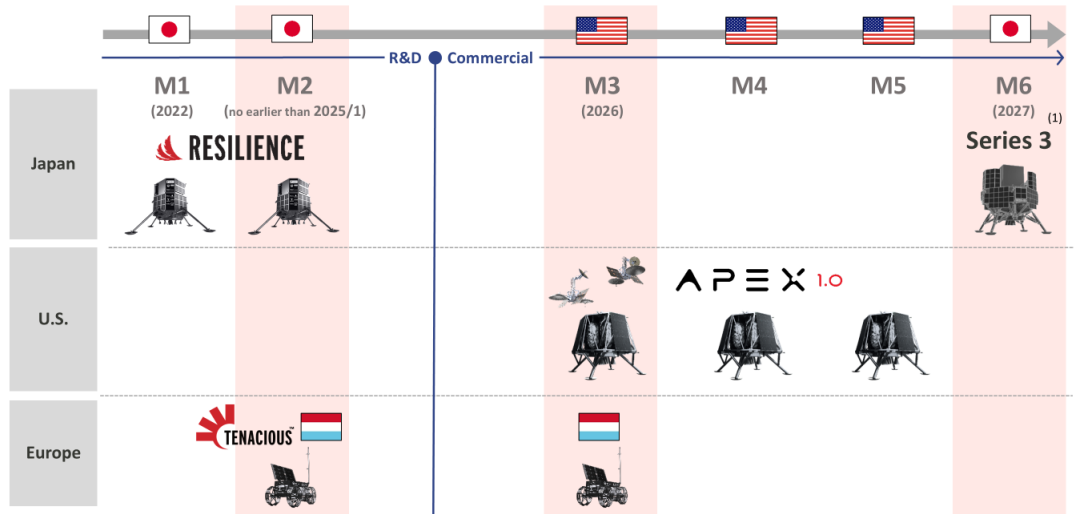 R&D Commercial
M1
(2022)
M2
(no earlier than 2025/1)
M3
(2026)
M4
M5
M6
(2027)
(1)
Japan
RESILIENCE
Series 3
U.S.
APEX 1.0
Europe
TENACIOUS™